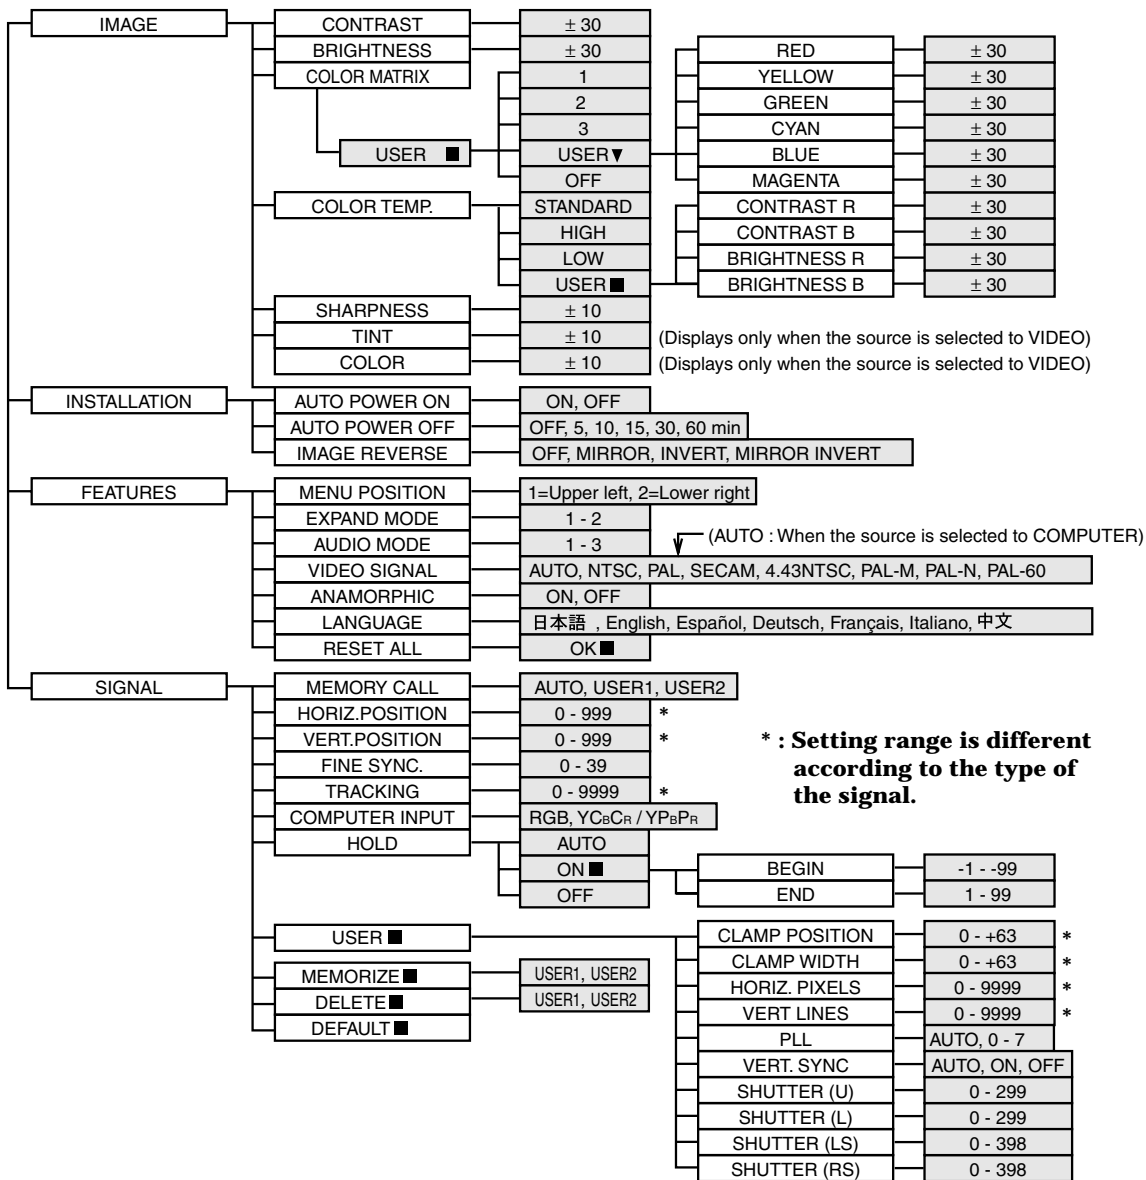 IMAGE CONTRAST ± 30
BRIGHTNESS ± 30 RED ± 30
COLOR MATRIX 1 YELLOW ± 30
2 GREEN ± 30
3 CYAN ± 30
USER ■ USER▼ BLUE ± 30
OFF MAGENTA ± 30
COLOR TEMP. STANDARD CONTRAST R ± 30
HIGH CONTRAST B ± 30
LOW BRIGHTNESS R ± 30
USER■ BRIGHTNESS B ± 30
SHARPNESS ± 10
TINT ± 10 (Displays only when the source is selected to VIDEO)
COLOR ± 10 (Displays only when the source is selected to VIDEO)
INSTALLATION AUTO POWER ON ON, OFF
AUTO POWER OFF OFF, 5, 10, 15, 30, 60 min
IMAGE REVERSE OFF, MIRROR, INVERT, MIRROR INVERT
FEATURES MENU POSITION 1=Upper left, 2=Lower right
EXPAND MODE 1 - 2
AUDIO MODE 1 - 3 (AUTO : When the source is selected to COMPUTER)
VIDEO SIGNAL AUTO, NTSC, PAL, SECAM, 4.43NTSC, PAL-M, PAL-N, PAL-60
ANAMORPHIC ON, OFF
LANGUAGE 日本語 , English, Español, Deutsch, Français, Italiano, 中文
RESET ALL OK■
SIGNAL MEMORY CALL AUTO, USER1, USER2
HORIZ.POSITION 0 - 999 *
VERT.POSITION 0 - 999 *
FINE SYNC. 0 - 39
TRACKING 0 - 9999 *
COMPUTER INPUT RGB, YCBCR / YPBPR
* : Setting range is different
according to the type of
the signal.
HOLD AUTO
ON■ BEGIN -1 - -99
OFF END 1 - 99
USER■ CLAMP POSITION 0 - +63 *
CLAMP WIDTH 0 - +63 *
MEMORIZE■ USER1, USER2 HORIZ. PIXELS 0 - 9999 *
DELETE■ USER1, USER2 VERT LINES 0 - 9999 *
DEFAULT■ PLL AUTO, 0 - 7
VERT. SYNC AUTO, ON, OFF
SHUTTER (U) 0 - 299
SHUTTER (L) 0 - 299
SHUTTER (LS) 0 - 398
SHUTTER (RS) 0 - 398